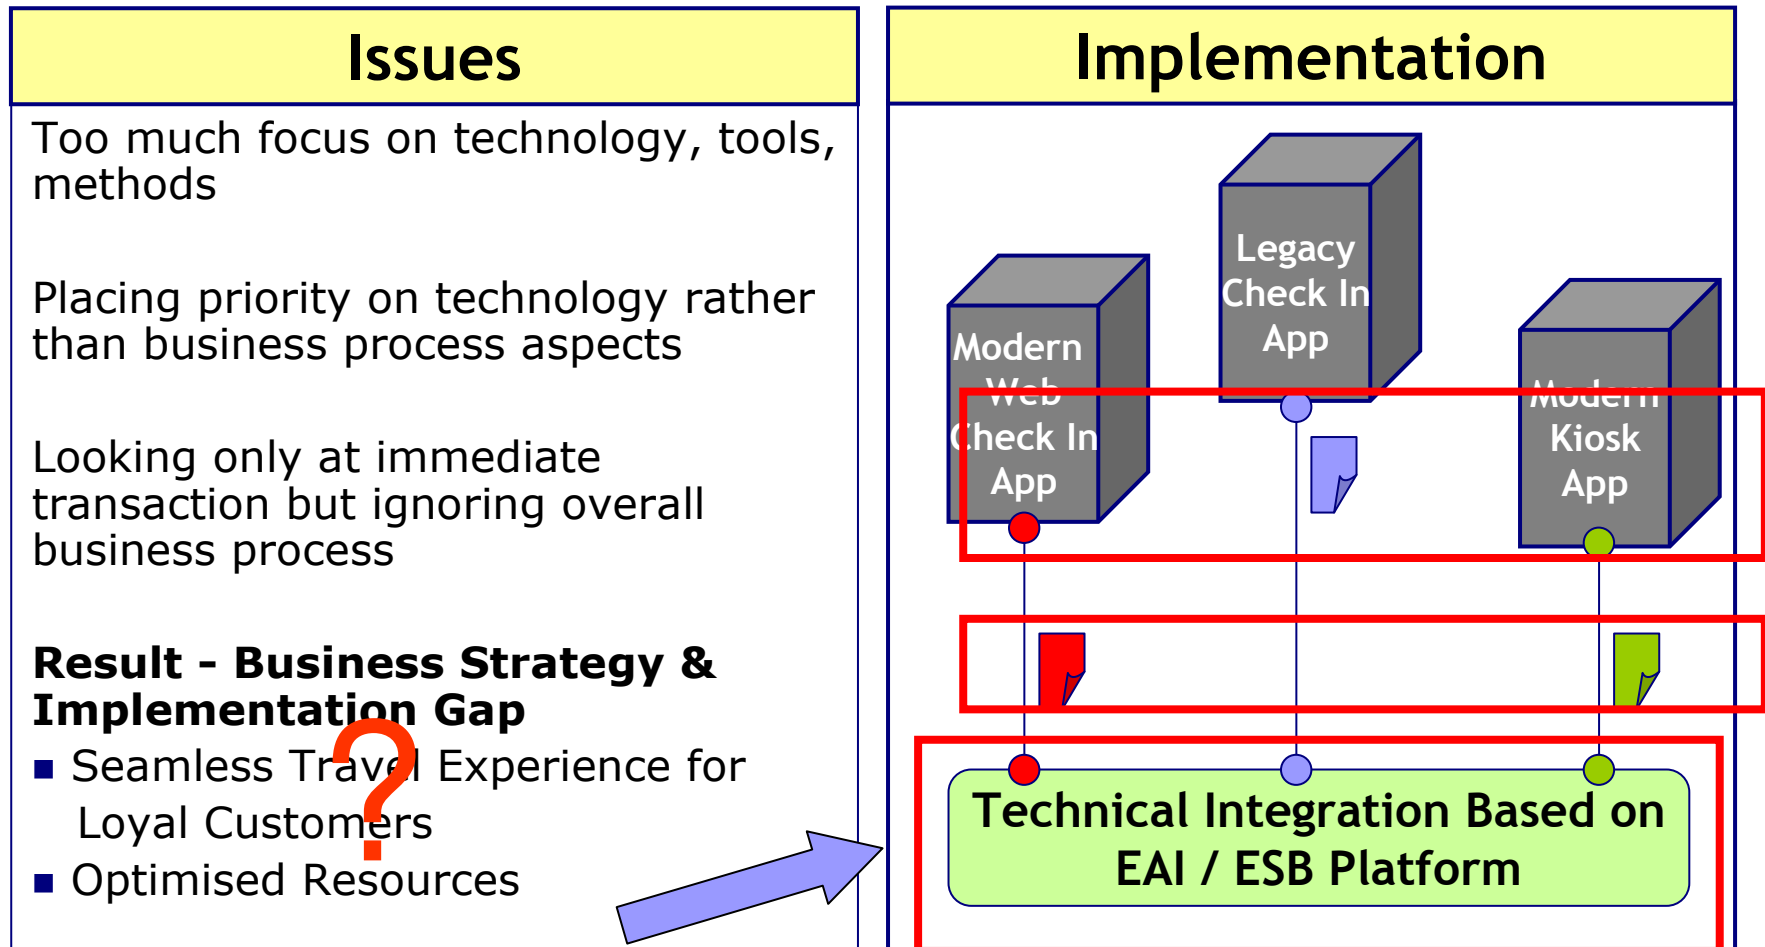 Issues
Too much focus on technology, tools,
methods
Placing priority on technology rather
than business process aspects
Looking only at immediate
transaction but ignoring overall
business process
Result - Business Strategy &
Implementation Gap
Seamless Travel Experience for
Loyal Customers
Optimised Resources
?
Implementation
Modern
Web
Check In
App
Legacy
Check In
App
Modern
Kiosk
App
Technical Integration Based on
EAI / ESB Platform